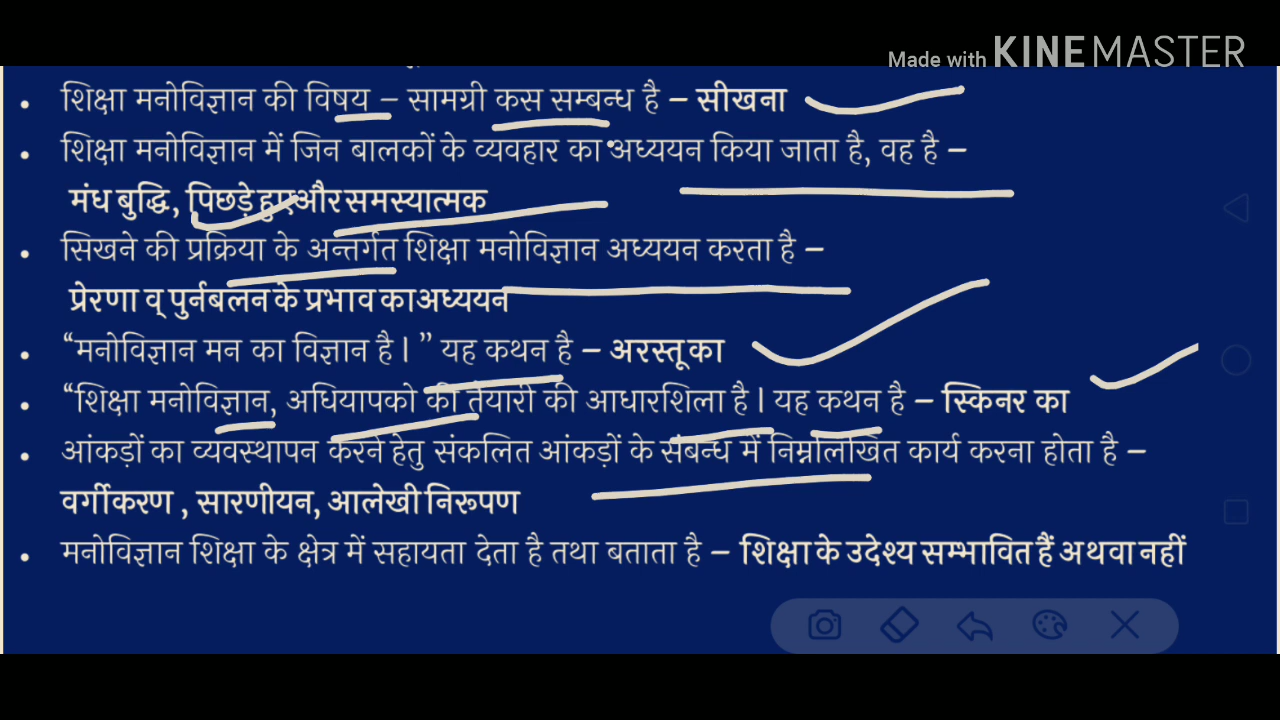 Made with KINEMASTER
• शिक्षा मनोविज्ञान की विषय – सामग्री कस सम्बन्ध है – सीखना
• शिक्षा मनोविज्ञान में जिन बालकों के व्यवहार का अध्ययन किया जाता है, वह है –
मंध बुद्धि, पिछड़े हुए और समस्यात्मक
• सिखने की प्रक्रिया के अन्तर्गत शिक्षा मनोविज्ञान अध्ययन करता है –
प्रेरणा व् पुर्नबलन के प्रभाव का अध्ययन
• “मनोविज्ञान मन का विज्ञान है। ” यह कथन है – अरस्तू का
• “शिक्षा मनोविज्ञान, अधियापको की तैयारी की आधारशिला है। यह कथन है – स्किनर का
• आंकड़ों का व्यवस्थापन करने हेतु संकलित आंकड़ों के संबन्ध में निम्नलिखित कार्य करना होता है –
वर्गीकरण , सारणीयन, आलेखी निरूपण
• मनोविज्ञान शिक्षा के क्षेत्र में सहायता देता है तथा बताता है – शिक्षा के उदेश्य सम्भावित हैं अथवा नहीं